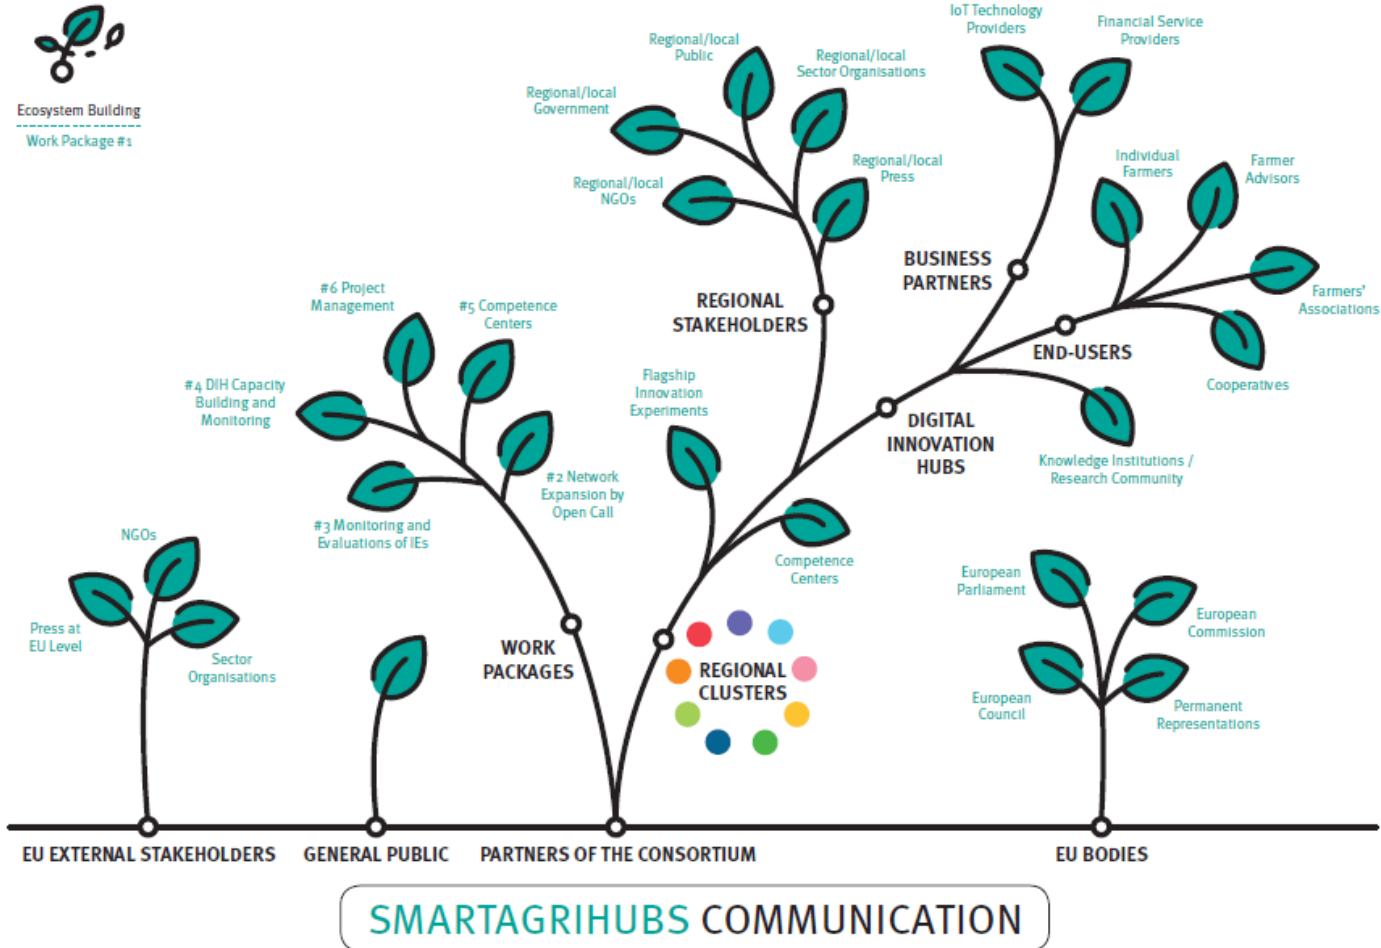 Ecosystem Building
Work Package #1
IoT Technology
Providers
Financial Service
Providers
Regional/local
Public
Regional/local
Sector Organisations
Regional/local
Government
Regional/local
NGOs
Regional/local
Press
Individual
Farmers
Farmer
Advisors
BUSINESS
PARTNERS
Farmers'
Associations
REGIONAL
STAKEHOLDERS
END-USERS
Cooperatives
#6 Project
Management
#5 Competence
Centers
#4 DIH Capacity
Building and
Monitoring
Flagship
Innovation
Experiments
DIGITAL
INNOVATION
HUBS
Knowledge Institutions /
Research Community
#2 Network
Expansion by
Open Call
#3 Monitoring and
Evaluations of IEs
NGOs
Competence
Centers
European
Parliament
European
Commission
Press at
EU Level
Sector
Organisations
WORK
PACKAGES
REGIONAL
CLUSTERS
European
Council
Permanent
Representations
EU EXTERNAL STAKEHOLDERS
GENERAL PUBLIC
PARTNERS OF THE CONSORTIUM
EU BODIES
SMARTAGRIHUBS COMMUNICATION